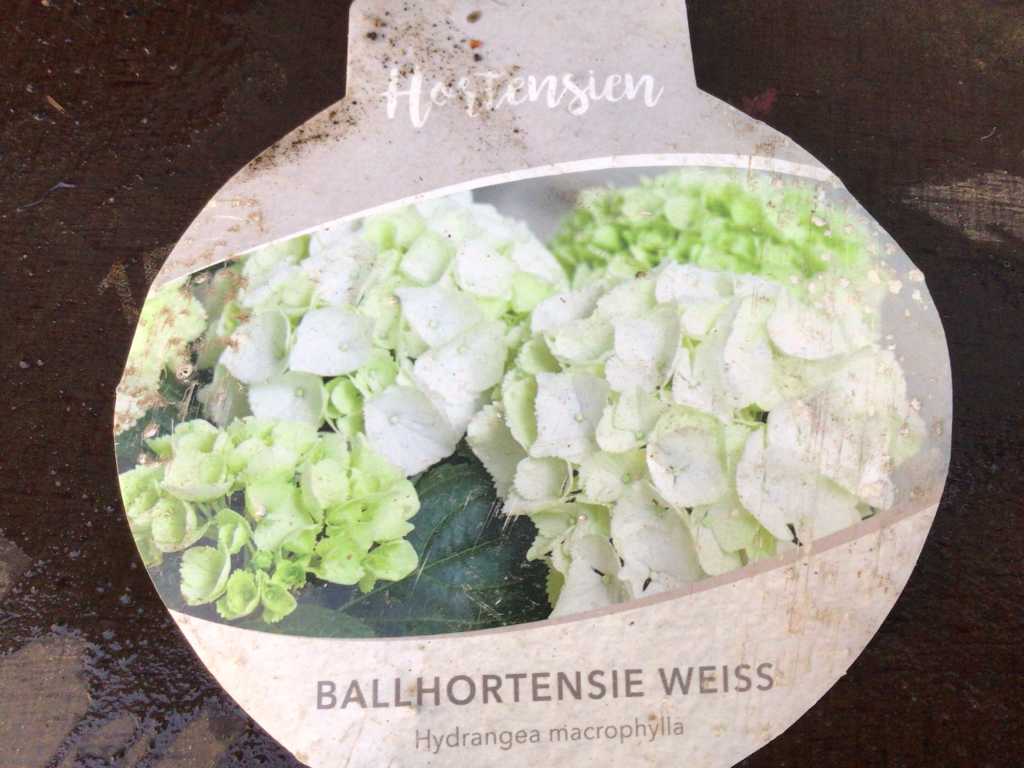 Hortensien
BALLHORTENSIE WEISS
Hydrangea macrophylla